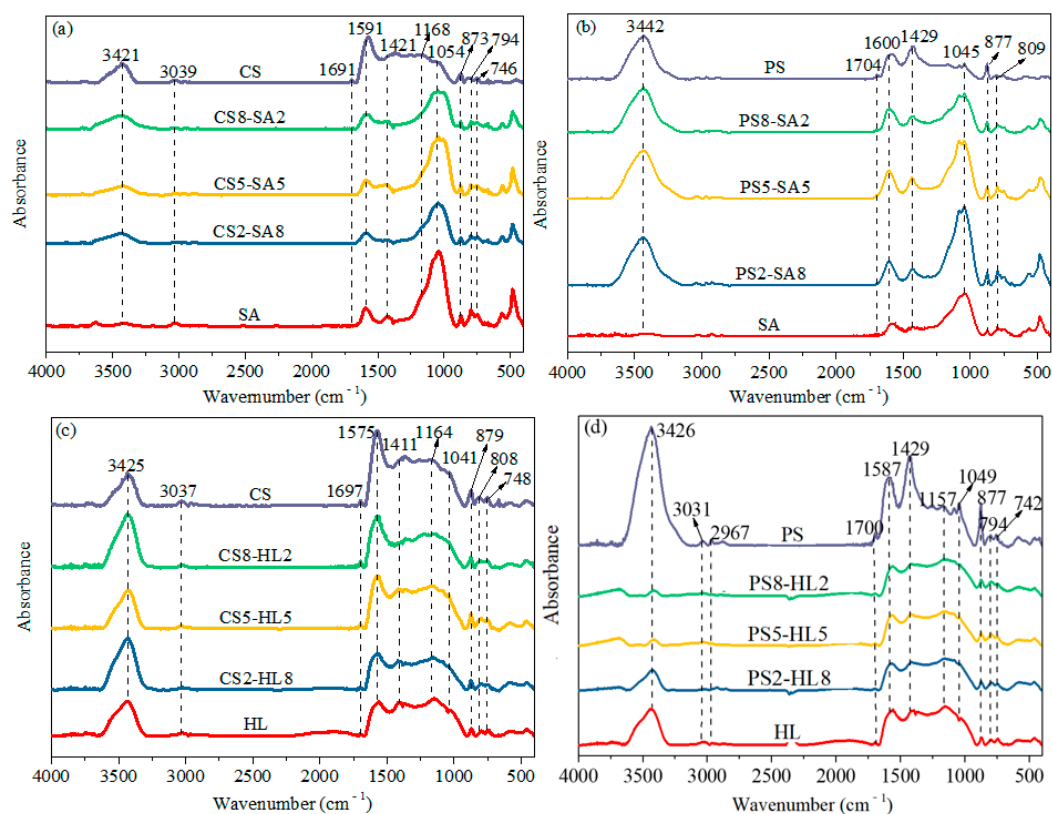 (a)
3421
3039
1691
1591
1421
1168
1054
873
794
746
CS
CS8-SA2
CS5-SA5
CS2-SA8
SA
Absorbance
4000 3500 3000 2500 2000 1500 1000 500
Wavernumber (cm⁻¹)
(b)
3442
1704
1600
1429
1045
877
809
PS
PS8-SA2
PS5-SA5
PS2-SA8
SA
Absorbance
4000 3500 3000 2500 2000 1500 1000 500
Wavenumber (cm⁻¹)
(c)
3425
3037
1697
1575
1411
1164
1041
879
808
748
CS
CS8-HL2
CS5-HL5
CS2-HL8
HL
Absorbance
4000 3500 3000 2500 2000 1500 1000 500
Wavenumber (cm⁻¹)
(d)
3426
3031
2967
1700
1587
1429
1157
1049
877
794
742
PS
PS8-HL2
PS5-HL5
PS2-HL8
HL
Absorbance
4000 3500 3000 2500 2000 1500 1000 500
Wavenumber (cm⁻¹)